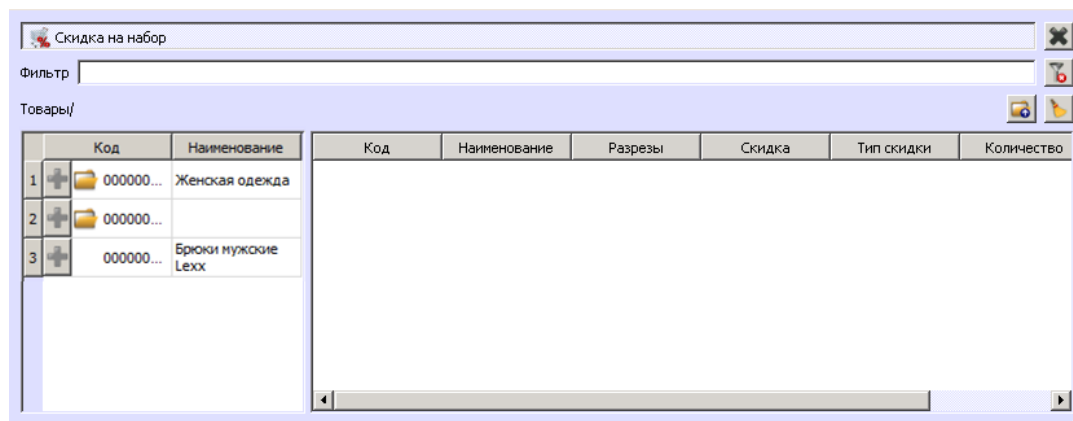 Скидка на набор
Фильтр
Товары/
Код Наименование Код Наименование Разрезы Скидка Тип скидки Количество
1 000000... Женская одежда
2 000000...
3 000000... Брюки мужские
Lexx